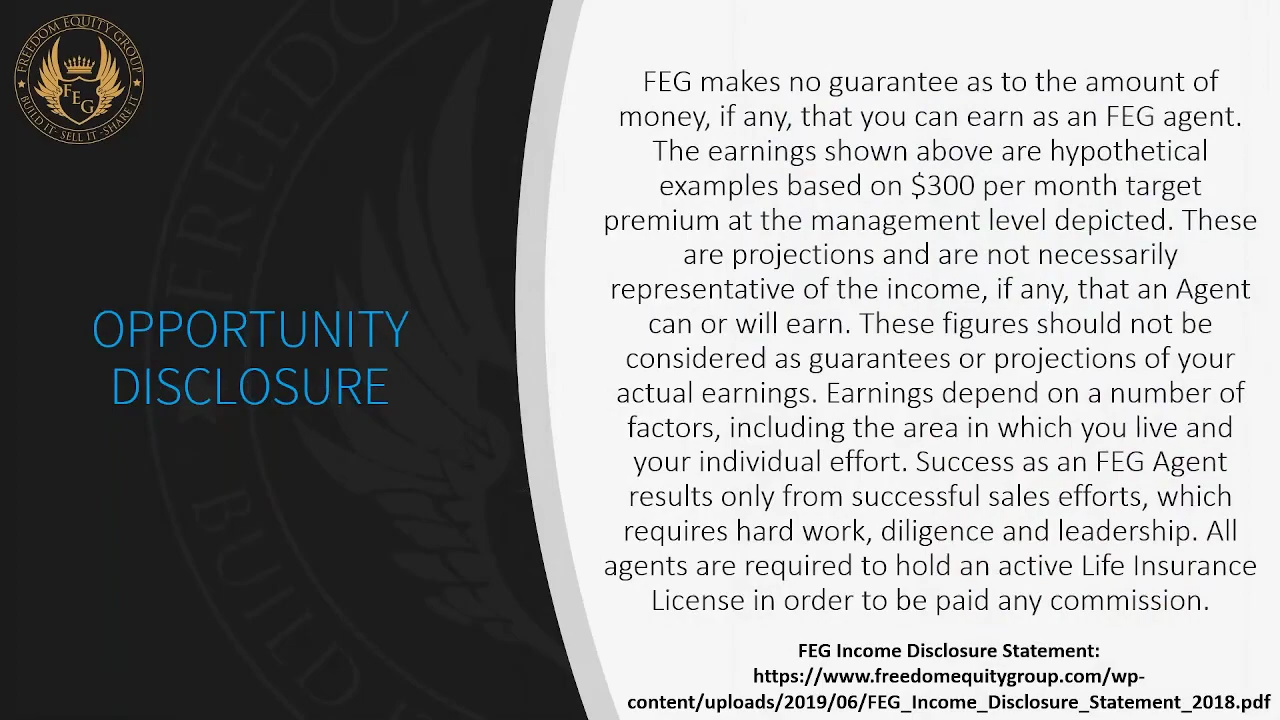 FREEDOM EQUITY GROUP
FEG
BUILD IT - SELL IT - SHARE IT
OPPORTUNITY
DISCLOSURE
FEG makes no guarantee as to the amount of
money, if any, that you can earn as an FEG agent.
The earnings shown above are hypothetical
examples based on $300 per month target
premium at the management level depicted. These
are projections and are not necessarily
representative of the income, if any, that an Agent
can or will earn. These figures should not be
considered as guarantees or projections of your
actual earnings. Earnings depend on a number of
factors, including the area in which you live and
your individual effort. Success as an FEG Agent
results only from successful sales efforts, which
requires hard work, diligence and leadership. All
agents are required to hold an active Life Insurance
License in order to be paid any commission.
FEG Income Disclosure Statement:
https://www.freedomequitygroup.com/wp-
content/uploads/2019/06/FEG_Income_Disclosure_Statement_2018.pdf
FREEDO
BUILD